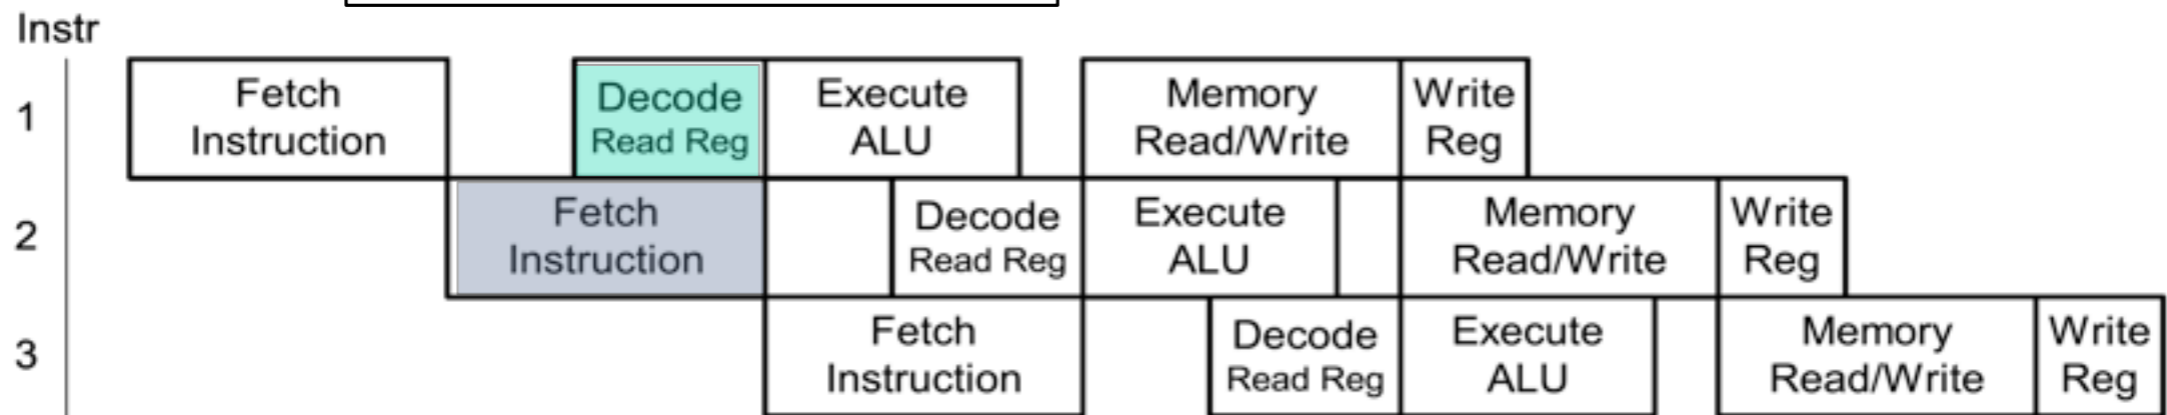 Instr
1
Fetch
Instruction
Decode
Read Reg
Execute
ALU
Memory
Read/Write
Write
Reg
2
Fetch
Instruction
Decode
Read Reg
Execute
ALU
Memory
Read/Write
Write
Reg
3
Fetch
Instruction
Decode
Read Reg
Execute
ALU
Memory
Read/Write
Write
Reg